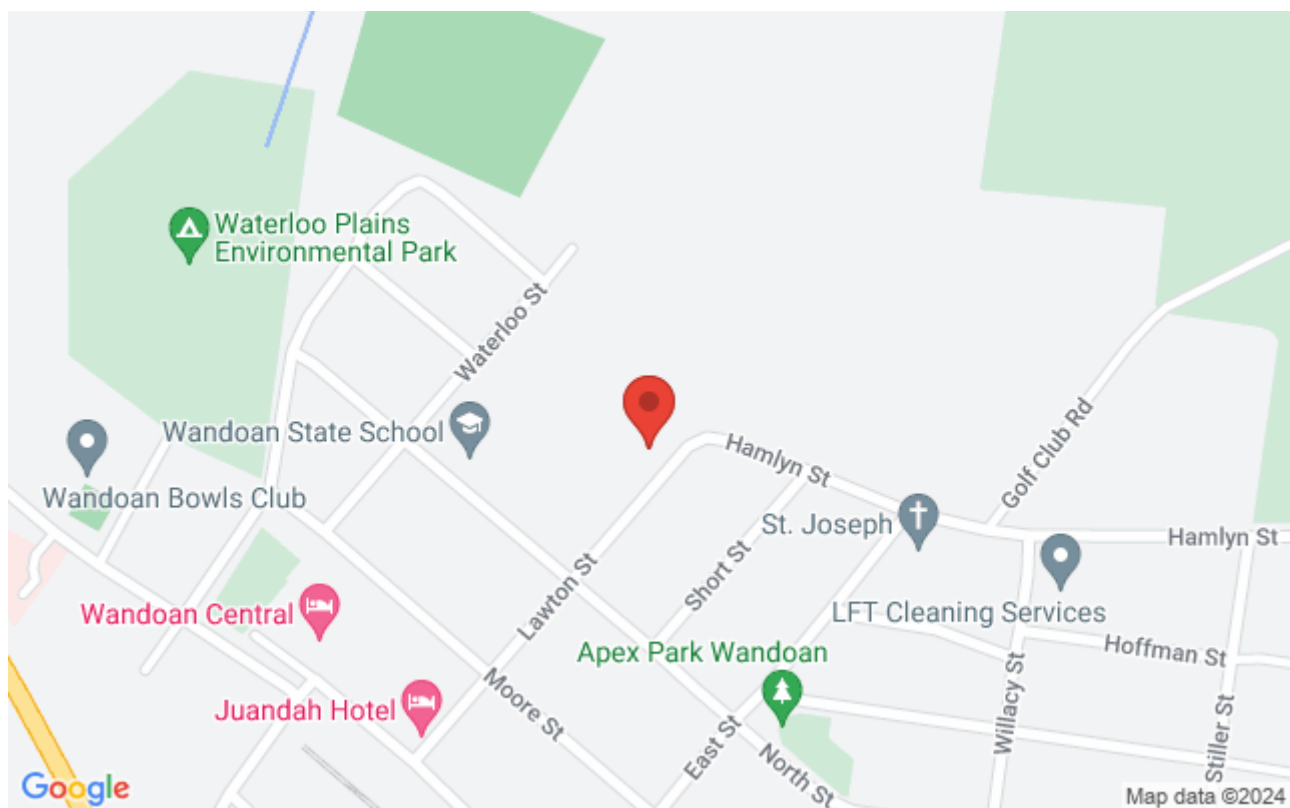 Waterloo Plains
Environmental Park
Waterloo St
Wandoan State School
Wandoan Bowls Club
Hamlyn St
Golf Club Rd
St. Joseph
Hamlyn St
Short St
Lawton St
LFT Cleaning Services
Wandoan Central
Apex Park Wandoan
Hoffman St
Juandah Hotel
Moore St
East St
North St
Willacy St
Stiller St
Google
Map data ©2024